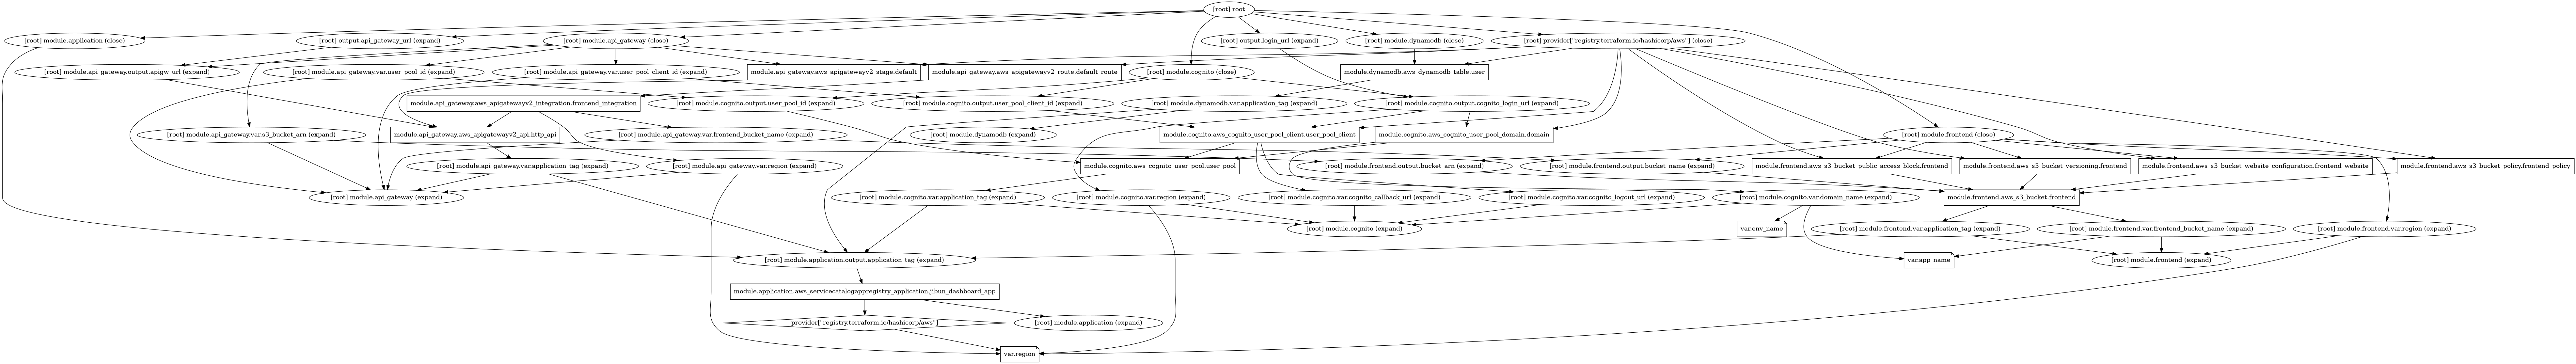 [root] root
[root] module.application (close)
[root] output.api_gateway_url (expand)
[root] module.api_gateway (close)
[root] output.login_url (expand)
[root] module.dynamodb (close)
[root] provider["registry.terraform.io/hashicorp/aws"] (close)
[root] module.api_gateway.output.apigw_url (expand)
[root] module.api_gateway.var.user_pool_id (expand)
[root] module.api_gateway.var.user_pool_client_id (expand)
module.api_gateway.aws_apigatewayv2_stage.default
module.api_gateway.aws_apigatewayv2_route.default_route
[root] module.cognito (close)
module.dynamodb.aws_dynamodb_table.user
module.api_gateway.aws_apigatewayv2_integration.frontend_integration
[root] module.cognito.output.user_pool_id (expand)
[root] module.cognito.output.user_pool_client_id (expand)
[root] module.dynamodb.var.application_tag (expand)
[root] module.cognito.output.cognito_login_url (expand)
[root] module.api_gateway.var.s3_bucket_arn (expand)
module.api_gateway.aws_apigatewayv2_api.http_api
[root] module.api_gateway.var.frontend_bucket_name (expand)
[root] module.dynamodb (expand)
module.cognito.aws_cognito_user_pool_client.user_pool_client
module.cognito.aws_cognito_user_pool_domain.domain
[root] module.frontend (close)
[root] module.api_gateway.var.application_tag (expand)
[root] module.api_gateway.var.region (expand)
module.cognito.aws_cognito_user_pool.user_pool
[root] module.frontend.output.bucket_arn (expand)
[root] module.frontend.output.bucket_name (expand)
module.frontend.aws_s3_bucket_public_access_block.frontend
module.frontend.aws_s3_bucket_versioning.frontend
module.frontend.aws_s3_bucket_website_configuration.frontend_website
module.frontend.aws_s3_bucket_policy.frontend_policy
[root] module.api_gateway (expand)
[root] module.cognito.var.application_tag (expand)
[root] module.cognito.var.region (expand)
[root] module.cognito.var.cognito_callback_url (expand)
[root] module.cognito.var.cognito_logout_url (expand)
[root] module.cognito.var.domain_name (expand)
module.frontend.aws_s3_bucket.frontend
[root] module.cognito (expand)
var.env_name
[root] module.frontend.var.application_tag (expand)
[root] module.frontend.var.frontend_bucket_name (expand)
[root] module.frontend.var.region (expand)
[root] module.application.output.application_tag (expand)
var.app_name
[root] module.frontend (expand)
module.application.aws_servicecatalogappregistry_application.jibun_dashboard_app
provider["registry.terraform.io/hashicorp/aws"]
[root] module.application (expand)
var.region